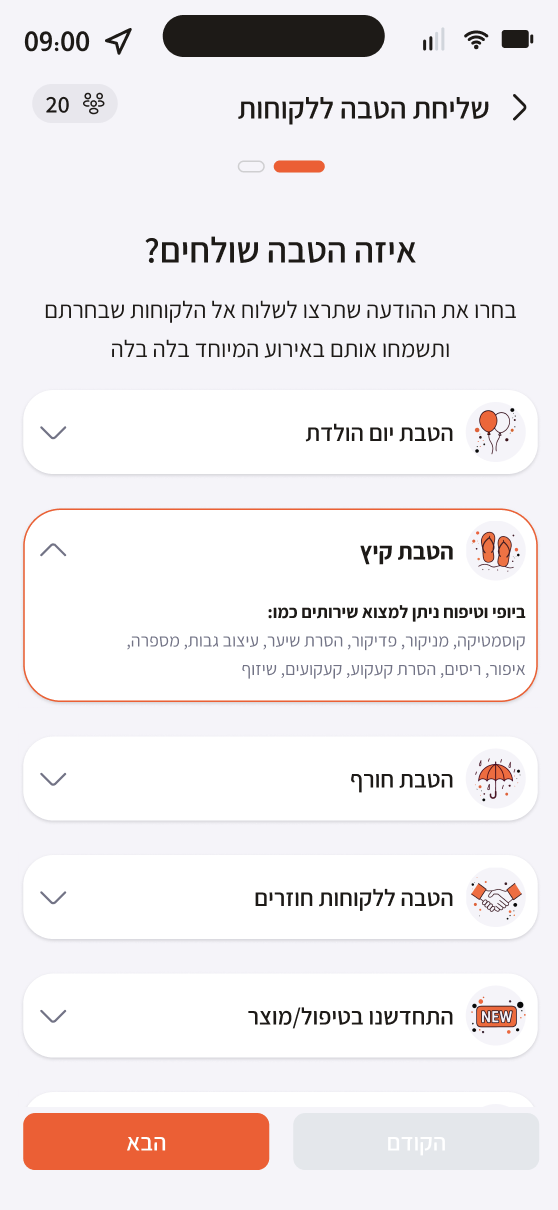 09:00
שליחת הטבה ללקוחות
20
איזה הטבה שולחים?
בחרו את ההודעה שתרצו לשלוח אל הלקוחות שבחרתם
ותשמחו אותם באירוע המיוחד בלה בלה
הטבת יום הולדת
הטבת קיץ
ביופי וטיפוח ניתן למצוא שירותים כמו:
קוסמטיקה, מניקור, פדיקור, הסרת שיער, עיצוב גבות, מספרה,
איפור, ריסים, הסרת קעקוע, קעקועים, שיזוף
הטבת חורף
הטבה ללקוחות חוזרים
NEW
התחדשנו בטיפול/מוצר
הקודם
הבא